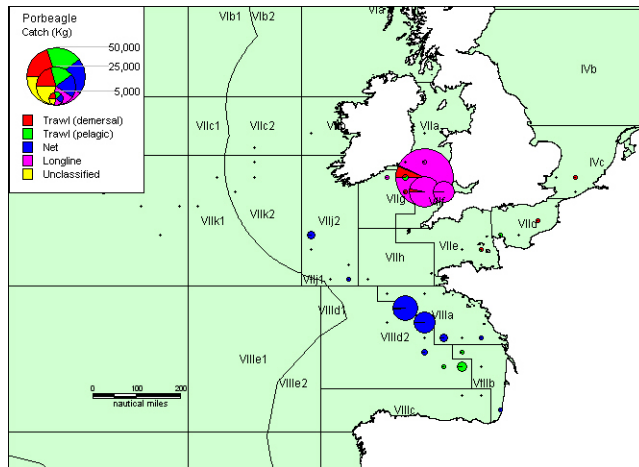 Porbeagle
Catch (Kg)
50,000
25,000
5,000
Trawl (demersal)
Trawl (pelagic)
Net
Longline
Unclassified
VIb1 VIb2
VIa
IVb
VIIc1 VIIc2
VIIa
IVc
VIIg
VIIk1 VIIk2 VIIj2
VIId
VIIe
VIIh
VIIj1
VIIId1
VIIIa
VIIId2
VIIIe1
VIIIe2
VIIIb
VIIIc
0 100 200
nautical miles